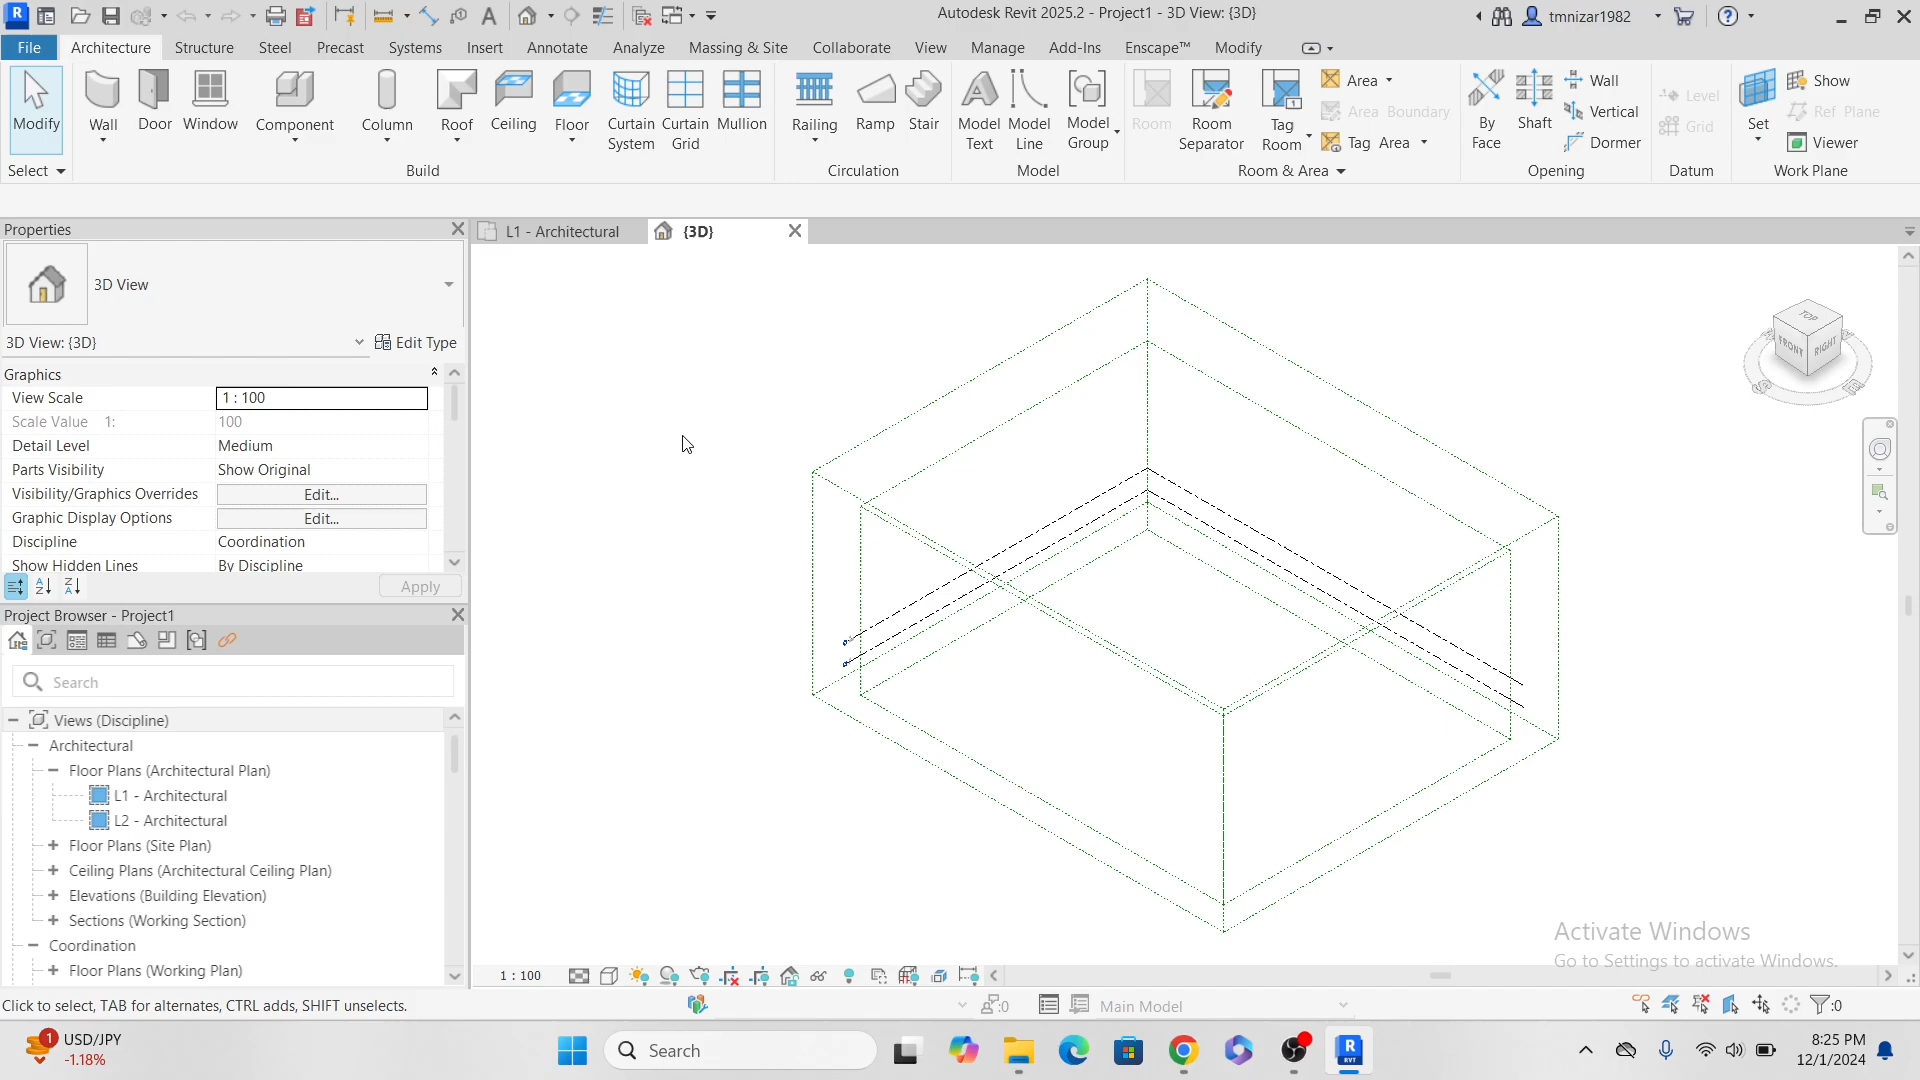 Autodesk Revit 2025.2 - Project1 - 3D View: {3D}
tmnizar1982
File Architecture Structure Steel Precast Systems Insert Annotate Analyze Massing & Site Collaborate View Manage Add-Ins Enscape™ Modify
Modify Wall Door Window Component Column Roof Ceiling Floor Curtain System Curtain Grid Mullion
Railing Ramp Stair
Model Text Model Line Model Group
Room Room Separator Tag Room Area Area Boundary Tag Area
By Face Shaft Wall Vertical Dormer
Level Grid
Set Show Ref Plane Viewer
Select Build Circulation Model Room & Area Opening Datum Work Plane
Properties
L1 - Architectural {3D}
3D View
3D View: {3D} Edit Type
Graphics
View Scale 1 : 100
Scale Value 1: 100
Detail Level Medium
Parts Visibility Show Original
Visibility/Graphics Overrides Edit...
Graphic Display Options Edit...
Discipline Coordination
Show Hidden Lines By Discipline
Apply
TOP
FRONT RIGHT
Project Browser - Project1
Search
Views (Discipline)
Architectural
Floor Plans (Architectural Plan)
L1 - Architectural
L2 - Architectural
Floor Plans (Site Plan)
Ceiling Plans (Architectural Ceiling Plan)
Elevations (Building Elevation)
Sections (Working Section)
Coordination
Floor Plans (Working Plan)
Activate Windows
Go to Settings to activate Windows.
1 : 100
Click to select, TAB for alternates, CTRL adds, SHIFT unselects.
:0
Main Model
:0
1
USD/JPY
-1.18%
Search
8:25 PM
12/1/2024